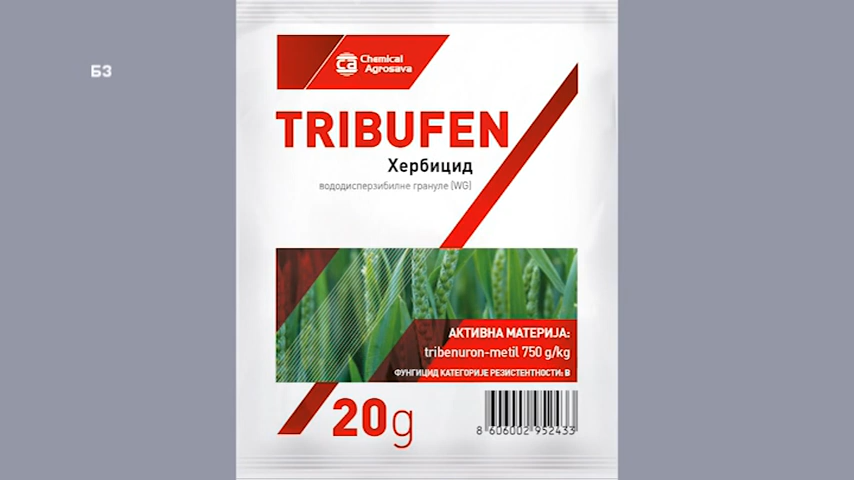 БЗ
Chemical
Agrosava
TRIBUFEN
Хербицид
вододисперзибилне грануле (WG)
АКТИВНА МАТЕРИЈА:
tribenuron-metil 750 g/kg
ФУНГИЦИД КАТЕГОРИЈЕ РЕЗИСТЕНТНОСТИ: B
20g
8 606002 952433